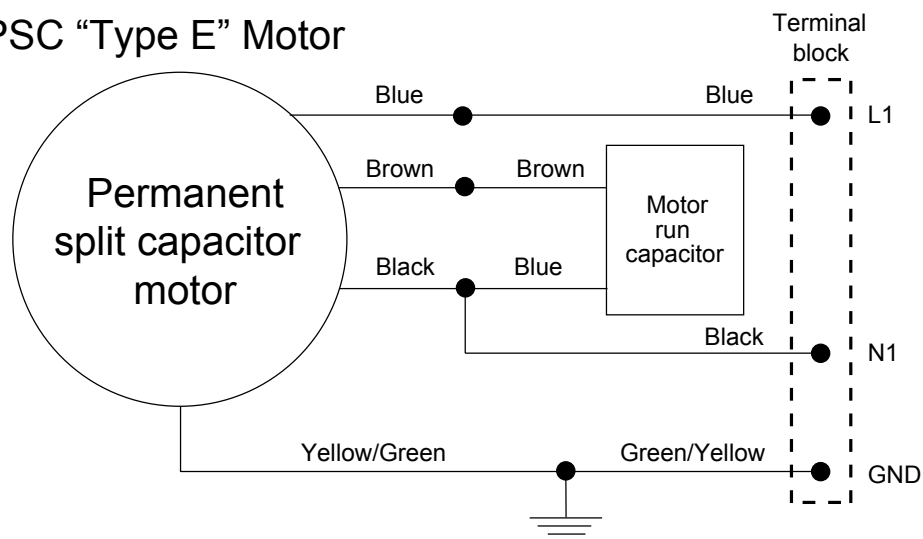 PSC “Type E” Motor
Terminal
block
Blue
Blue
L1
Brown
Brown
Permanent
split capacitor
motor
Motor
run
capacitor
Black
Blue
Black
N1
Yellow/Green
Green/Yellow
GND